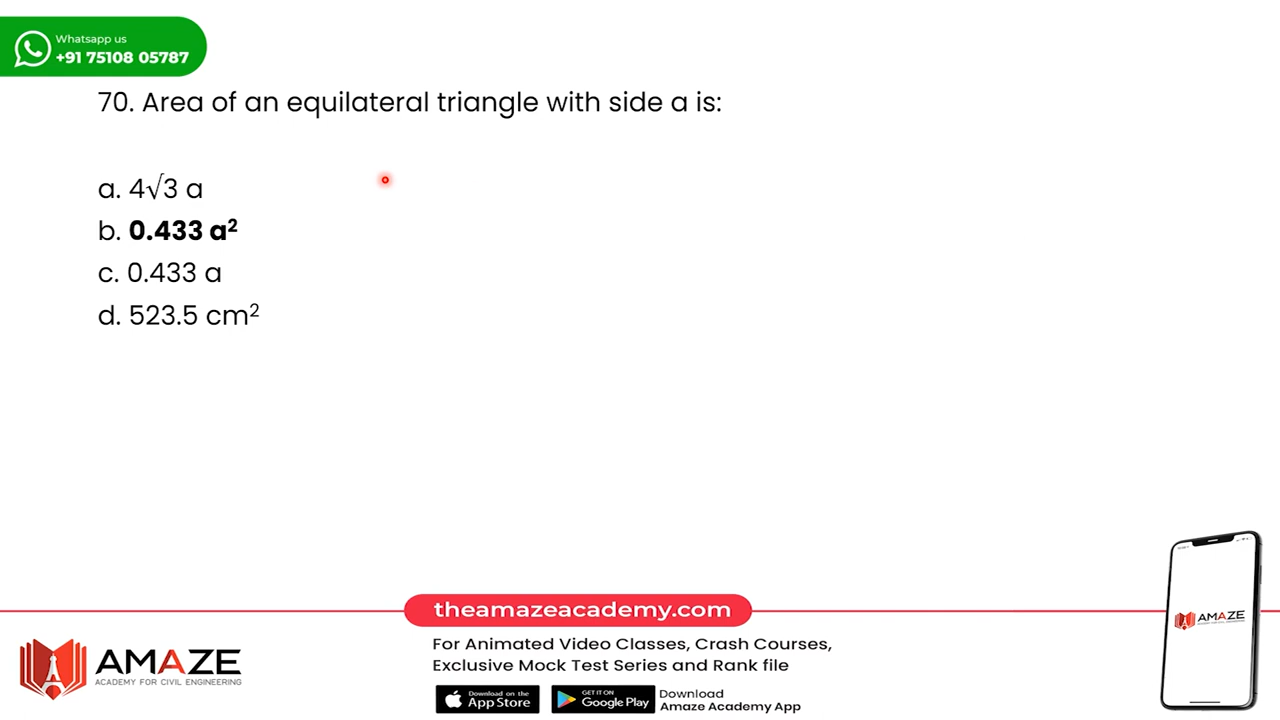 Whatsapp us
+91 75108 05787
70. Area of an equilateral triangle with side a is:
a. 4√3 a
b. 0.433 a²
c. 0.433 a
d. 523.5 cm²
theamazeacademy.com
For Animated Video Classes, Crash Courses,
Exclusive Mock Test Series and Rank file
AMAZE
ACADEMY FOR CIVIL ENGINEERING
Download on the
App Store
GET IT ON
Google Play
Download
Amaze Academy App
AMAZE